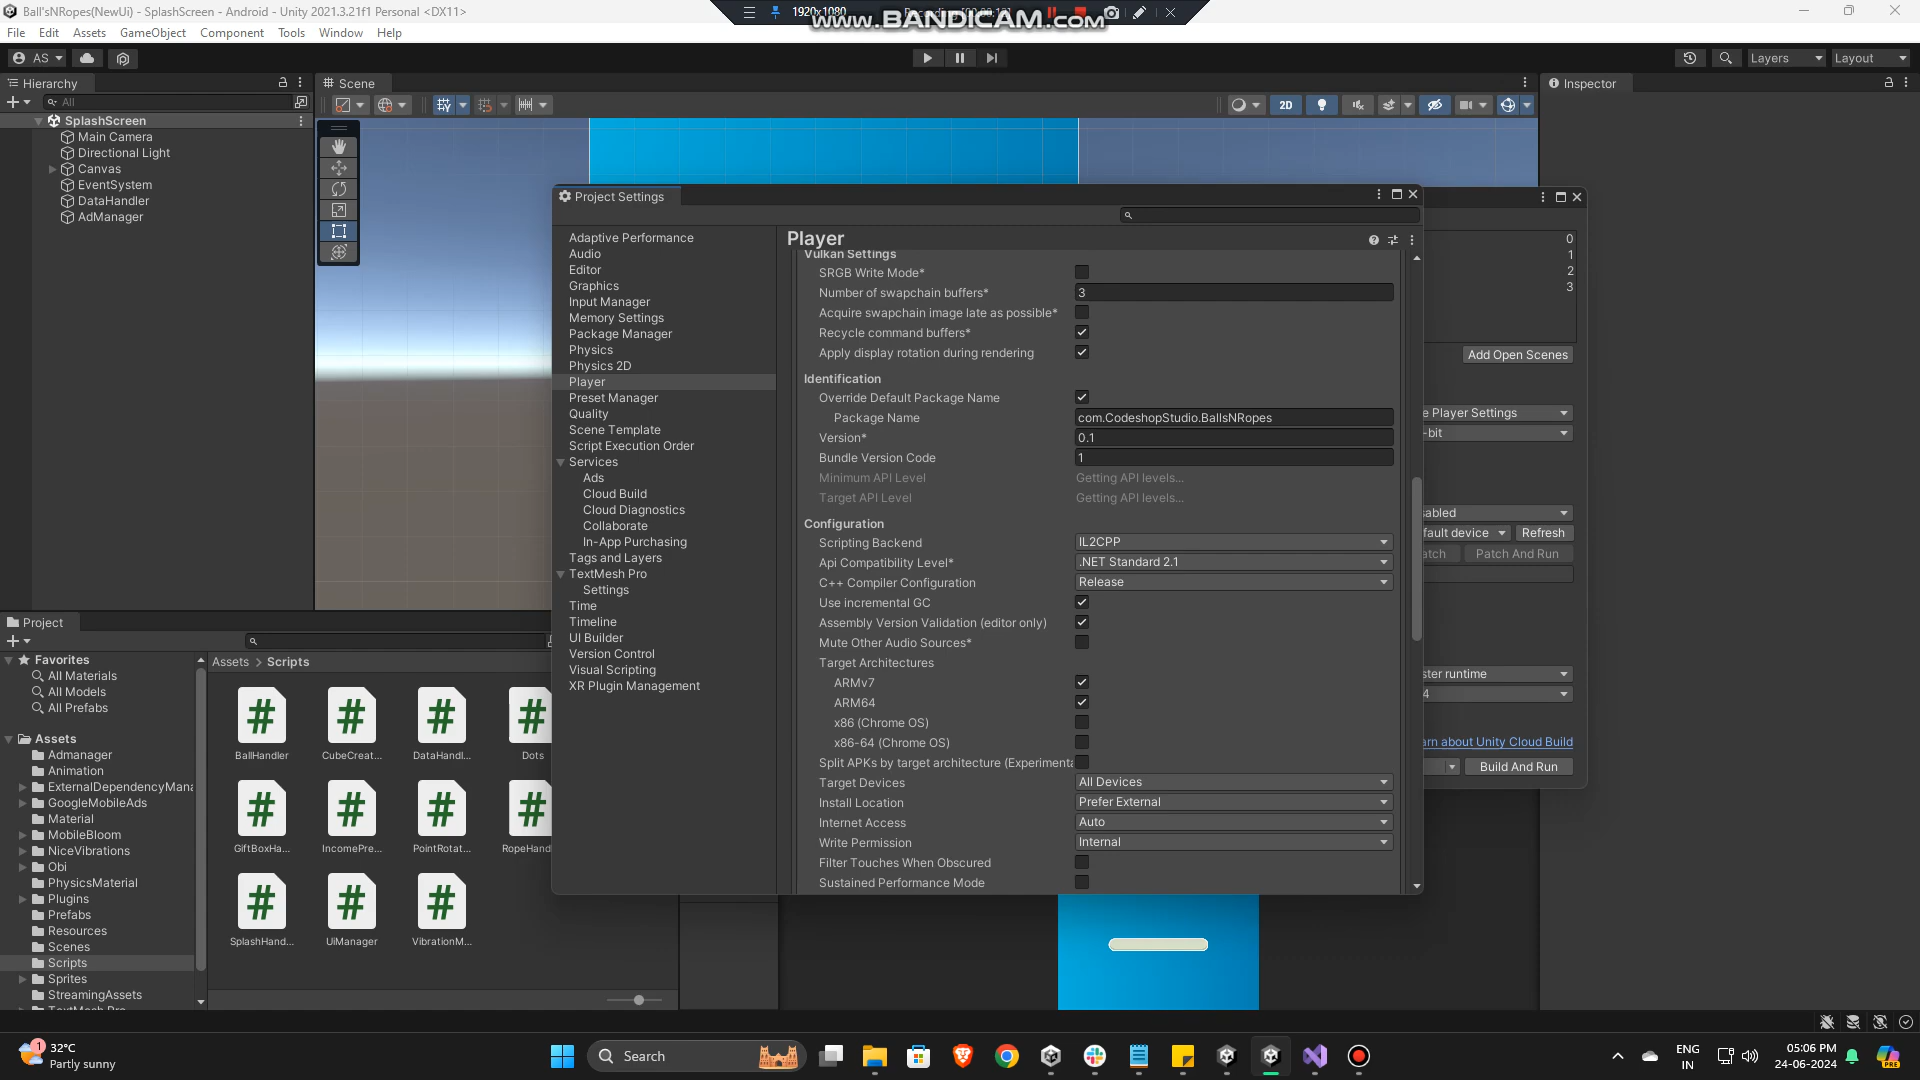 Ball'sNRopes(NewUi) - SplashScreen - Android - Unity 2021.3.21f1 Personal <DX11>
1920x1080
www.BANDICAM.com
File Edit Assets GameObject Component Tools Window Help
AS
Layers
Layout
Hierarchy
Scene
Inspector
All
2D
SplashScreen
Main Camera
Directional Light
Canvas
EventSystem
DataHandler
AdManager
Project Settings
Adaptive Performance
Audio
Editor
Graphics
Input Manager
Memory Settings
Package Manager
Physics
Physics 2D
Player
Preset Manager
Quality
Scene Template
Script Execution Order
Services
Ads
Cloud Build
Cloud Diagnostics
Collaborate
In-App Purchasing
Tags and Layers
TextMesh Pro
Settings
Time
Timeline
UI Builder
Version Control
Visual Scripting
XR Plugin Management
Player
Vulkan Settings
SRGB Write Mode*
Number of swapchain buffers* 3
Acquire swapchain image late as possible*
Recycle command buffers*
Apply display rotation during rendering
Identification
Override Default Package Name
Package Name com.CodeshopStudio.BallsNRopes
Version* 0.1
Bundle Version Code 1
Minimum API Level Getting API levels...
Target API Level Getting API levels...
Configuration
Scripting Backend IL2CPP
Api Compatibility Level* .NET Standard 2.1
C++ Compiler Configuration Release
Use incremental GC
Assembly Version Validation (editor only)
Mute Other Audio Sources*
Target Architectures
ARMv7
ARM64
x86 (Chrome OS)
x86-64 (Chrome OS)
Split APKs by target architecture (Experimenta
Target Devices All Devices
Install Location Prefer External
Internet Access Auto
Write Permission Internal
Filter Touches When Obscured
Sustained Performance Mode
0
1
2
3
Add Open Scenes
e Player Settings
-bit
abled
fault device Refresh
atch Patch And Run
ster runtime
4
arn about Unity Cloud Build
Build And Run
Project
Favorites
All Materials
All Models
All Prefabs
Assets
Admanager
Animation
ExternalDependencyMana
GoogleMobileAds
Material
MobileBloom
NiceVibrations
Obi
PhysicsMaterial
Plugins
Prefabs
Resources
Scenes
Scripts
Sprites
StreamingAssets
TextMesh Pro
Assets > Scripts
BallHandler CubeCreat... DataHandl... Dots
GiftBoxHa... IncomePre... PointRotat... RopeHand
SplashHand... UiManager VibrationM...
1
32°C
Partly sunny
Search
ENG
IN
05:06 PM
24-06-2024
PRE